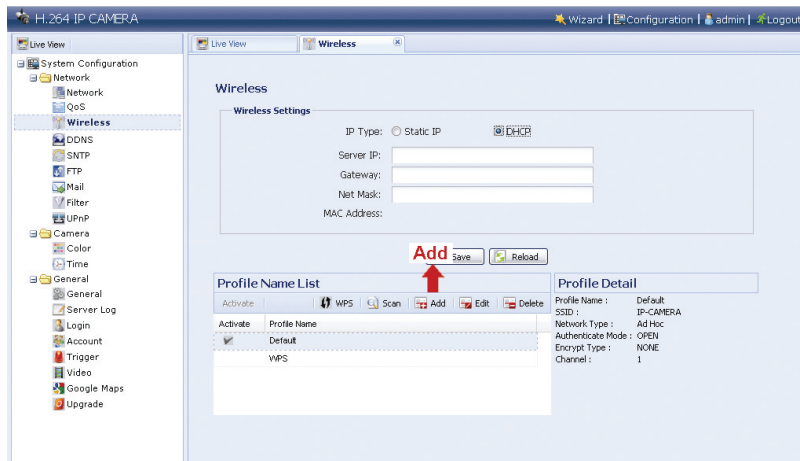 H.264 IP CAMERA
Wizard | Configuration | admin | Logout
Live View
System Configuration
Network
Network
QoS
Wireless
DDNS
SNTP
FTP
Mail
Filter
UPnP
Camera
Color
Time
General
General
Server Log
Login
Account
Trigger
Video
Google Maps
Upgrade
Live View
Wireless
Wireless
Wireless Settings
IP Type: Static IP DHCP
Server IP:
Gateway:
Net Mask:
MAC Address:
Add
Save Reload
Profile Name List
Activate WPS Scan Add Edit Delete
Activate Profile Name
Default
WPS
Profile Detail
Profile Name : Default
SSID : IP-CAMERA
Network Type : Ad Hoc
Authenticate Mode : OPEN
Encrypt Type : NONE
Channel : 1